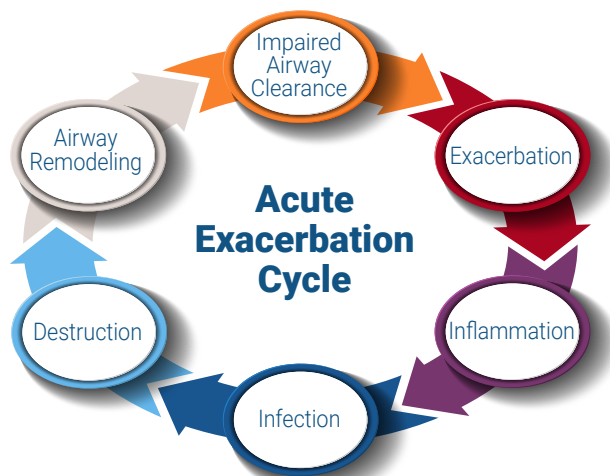 Impaired
Airway
Clearance
Exacerbation
Inflammation
Infection
Destruction
Airway
Remodeling
Acute
Exacerbation
Cycle